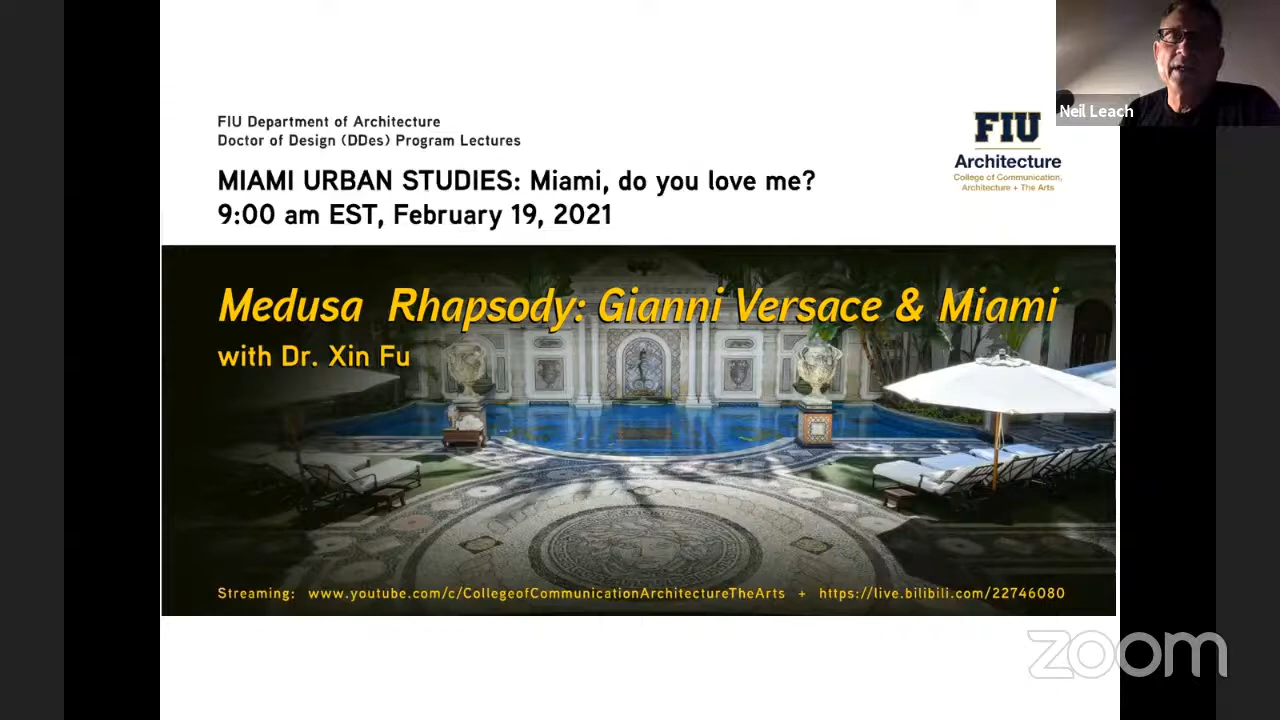 FIU Department of Architecture
Doctor of Design (DDes) Program Lectures
MIAMI URBAN STUDIES: Miami, do you love me?
9:00 am EST, February 19, 2021
FIU
Architecture
College of Communication,
Architecture + The Arts
Neil Leach
Medusa Rhapsody: Gianni Versace & Miami
with Dr. Xin Fu
Streaming: www.youtube.com/c/CollegeofCommunicationArchitectureTheArts + https://live.bilibili.com/22746080
zoom